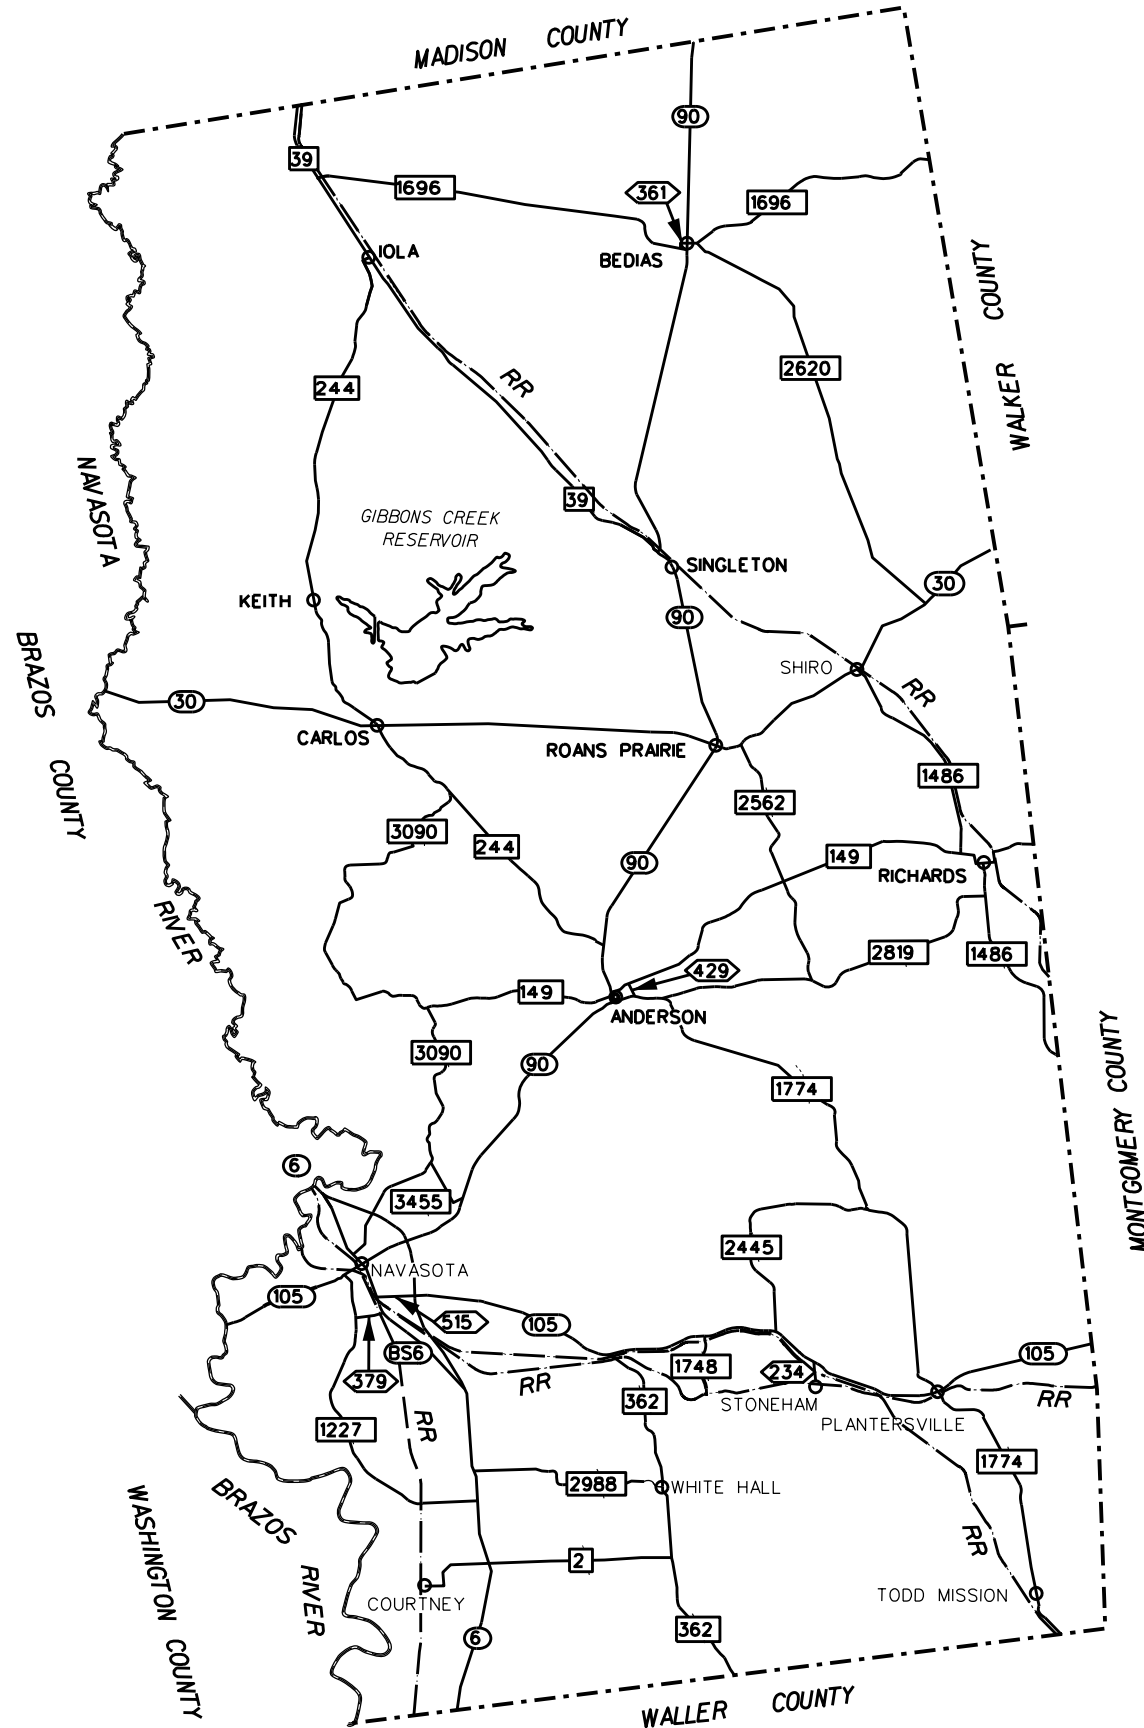 MADISON COUNTY
90
39
1696
361
1696
IOLA
BEDIAS
COUNTY
WALKER
2620
RR
244
NAVASOTA
39
GIBBONS CREEK
RESERVOIR
SINGLETON
30
KEITH
90
BRAZOS
SHIRO
RR
30
CARLOS
ROANS PRAIRIE
COUNTY
1486
2562
3090
244
90
149
RICHARDS
RIVER
2819
1486
429
149
ANDERSON
MONTGOMERY COUNTY
3090
90
1774
6
3455
2445
NAVASOTA
105
515
105
BS6
105
1748
234
379
RR
362
STONEHAM
RR
PLANTERSVILLE
1227
RR
1774
2988
WHITE HALL
BRAZOS
WASHINGTON COUNTY
RR
2
RIVER
COURTNEY
TODD MISSION
6
362
WALLER COUNTY